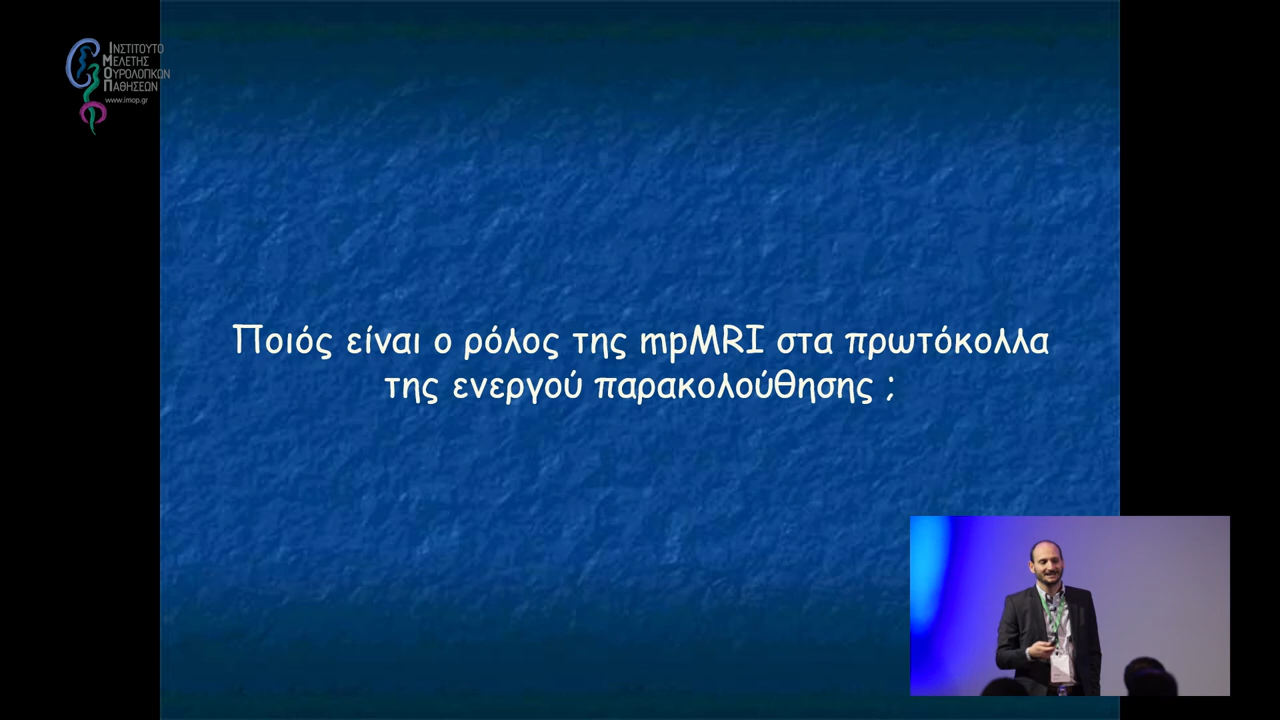 ΙΝΣΤΙΤΟΥΤΟ
ΜΕΛΕΤΗΣ
ΟΥΡΟΛΟΓΙΚΩΝ
ΠΑΘΗΣΕΩΝ
www.imop.gr
Ποιός είναι ο ρόλος της mpMRI στα πρωτόκολλα
της ενεργού παρακολούθησης ;